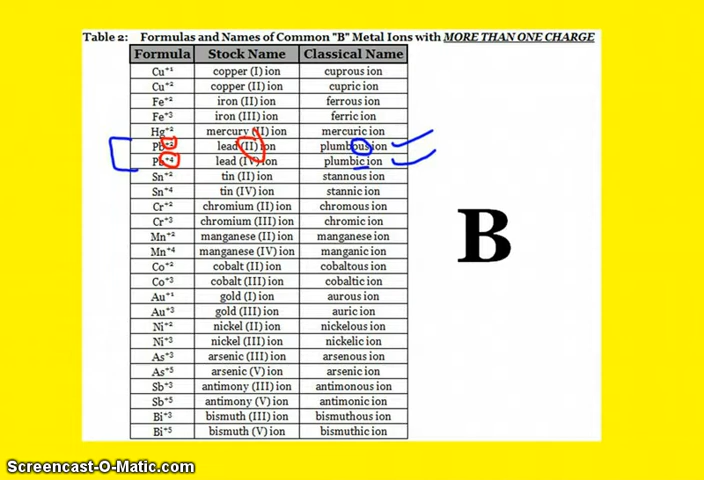 Table 2: Formulas and Names of Common "B" Metal Ions with MORE THAN ONE CHARGE
Formula Stock Name Classical Name
Cu⁺¹ copper (I) ion cuprous ion
Cu⁺² copper (II) ion cupric ion
Fe⁺² iron (II) ion ferrous ion
Fe⁺³ iron (III) ion ferric ion
Hg⁺² mercury (II) ion mercuric ion
Pb⁺² lead (II) ion plumbous ion
Pb⁺⁴ lead (IV) ion plumbic ion
Sn⁺² tin (II) ion stannous ion
Sn⁺⁴ tin (IV) ion stannic ion
Cr⁺² chromium (II) ion chromous ion
Cr⁺³ chromium (III) ion chromic ion
Mn⁺² manganese (II) ion manganese ion
Mn⁺⁴ manganese (IV) ion manganic ion
Co⁺² cobalt (II) ion cobaltous ion
Co⁺³ cobalt (III) ion cobaltic ion
Au⁺¹ gold (I) ion aurous ion
Au⁺³ gold (III) ion auric ion
Ni⁺² nickel (II) ion nickelous ion
Ni⁺³ nickel (III) ion nickelic ion
As⁺³ arsenic (III) ion arsenous ion
As⁺⁵ arsenic (V) ion arsenic ion
Sb⁺³ antimony (III) ion antimonous ion
Sb⁺⁵ antimony (V) ion antimonic ion
Bi⁺³ bismuth (III) ion bismuthous ion
Bi⁺⁵ bismuth (V) ion bismuthic ion
B
Screencast-O-Matic.com